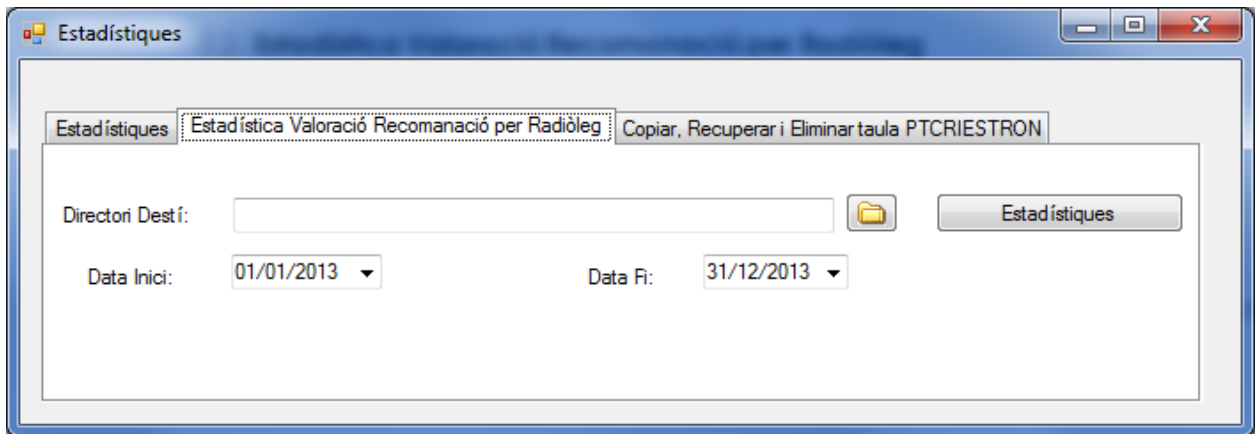 Estadístiques
Estadístiques Estadística Valoració Recomanació per Radiòleg Copiar, Recuperar i Eliminar taula PTCRIESTRON
Directori Destí: Estadístiques
Data Inici: 01/01/2013 Data Fi: 31/12/2013